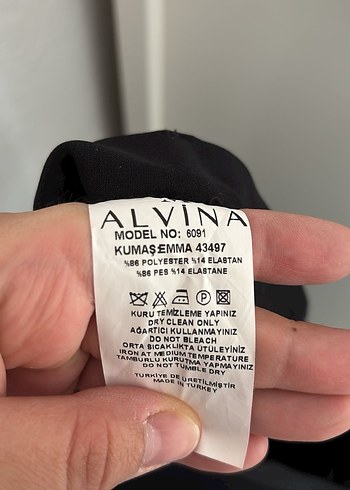 ALVINA
MODEL NO: 6091
KUMAŞ:EMMA 43497
%86 POLYESTER %14 ELASTAN
%86 PES %14 ELASTANE
P
KURU TEMİZLEME YAPINIZ
DRY CLEAN ONLY
AĞARTICI KULLANMAYINIZ
DO NOT BLEACH
ORTA SICAKLIKTA ÜTÜLEYİNİZ
IRON AT MEDIUM TEMPERATURE
TAMBURLU KURUTMA YAPMAYINIZ
DO NOT TUMBLE DRY
TÜRKİYE'DE ÜRETİLMİŞTİR
MADE IN TURKEY